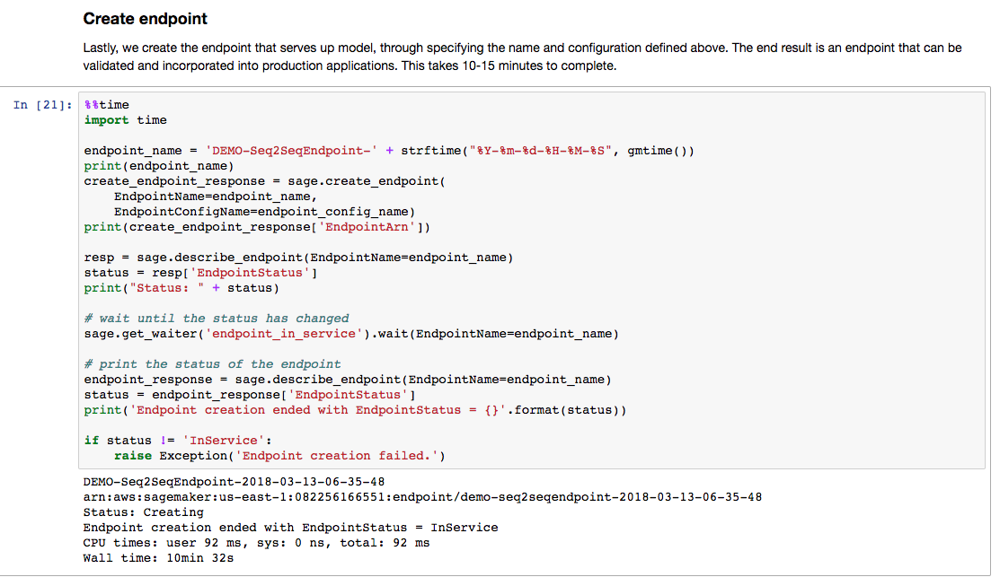 Create endpoint
Lastly, we create the endpoint that serves up model, through specifying the name and configuration defined above. The end result is an endpoint that can be
validated and incorporated into production applications. This takes 10-15 minutes to complete.
In [21]:
%%time
import time

endpoint_name = 'DEMO-Seq2SeqEndpoint-' + strftime("%Y-%m-%d-%H-%M-%S", gmtime())
print(endpoint_name)
create_endpoint_response = sage.create_endpoint(
    EndpointName=endpoint_name,
    EndpointConfigName=endpoint_config_name)
print(create_endpoint_response['EndpointArn'])

resp = sage.describe_endpoint(EndpointName=endpoint_name)
status = resp['EndpointStatus']
print("Status: " + status)

# wait until the status has changed
sage.get_waiter('endpoint_in_service').wait(EndpointName=endpoint_name)

# print the status of the endpoint
endpoint_response = sage.describe_endpoint(EndpointName=endpoint_name)
status = endpoint_response['EndpointStatus']
print('Endpoint creation ended with EndpointStatus = {}'.format(status))

if status != 'InService':
    raise Exception('Endpoint creation failed.')
DEMO-Seq2SeqEndpoint-2018-03-13-06-35-48
arn:aws:sagemaker:us-east-1:082256166551:endpoint/demo-seq2seqendpoint-2018-03-13-06-35-48
Status: Creating
Endpoint creation ended with EndpointStatus = InService
CPU times: user 92 ms, sys: 0 ns, total: 92 ms
Wall time: 10min 32s